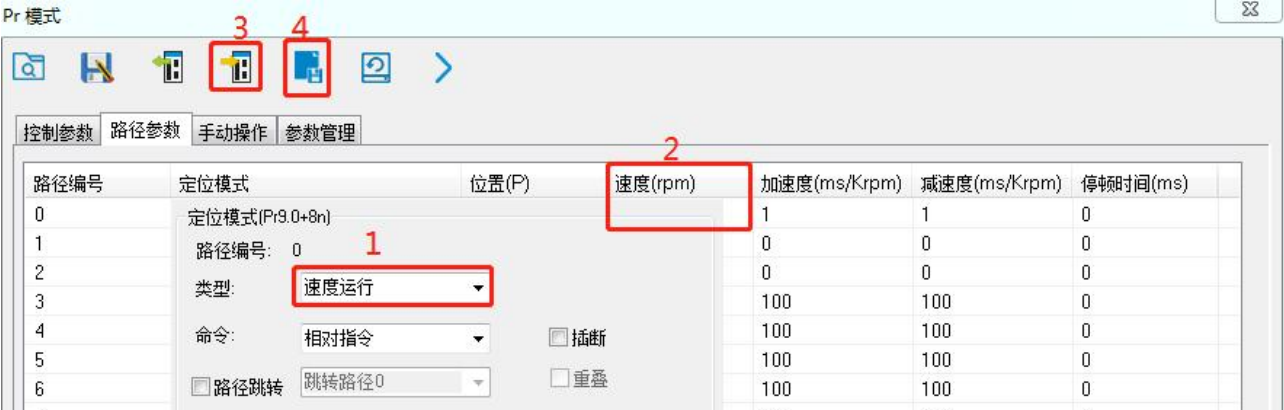 Pr 模式
3 4
控制参数 路径参数 手动操作 参数管理
2
路径编号 定位模式 位置(P) 速度(rpm) 加速度(ms/Krpm) 减速度(ms/Krpm) 停顿时间(ms)
0 定位模式(Pr9.0+8n) 1 1 0
1 路径编号: 0 1 0 0 0
2 类型: 速度运行 0 0 0
3 100 100 0
4 命令: 相对指令 插断 100 100 0
5 100 100 0
6 路径跳转 跳转路径0 重叠 100 100 0